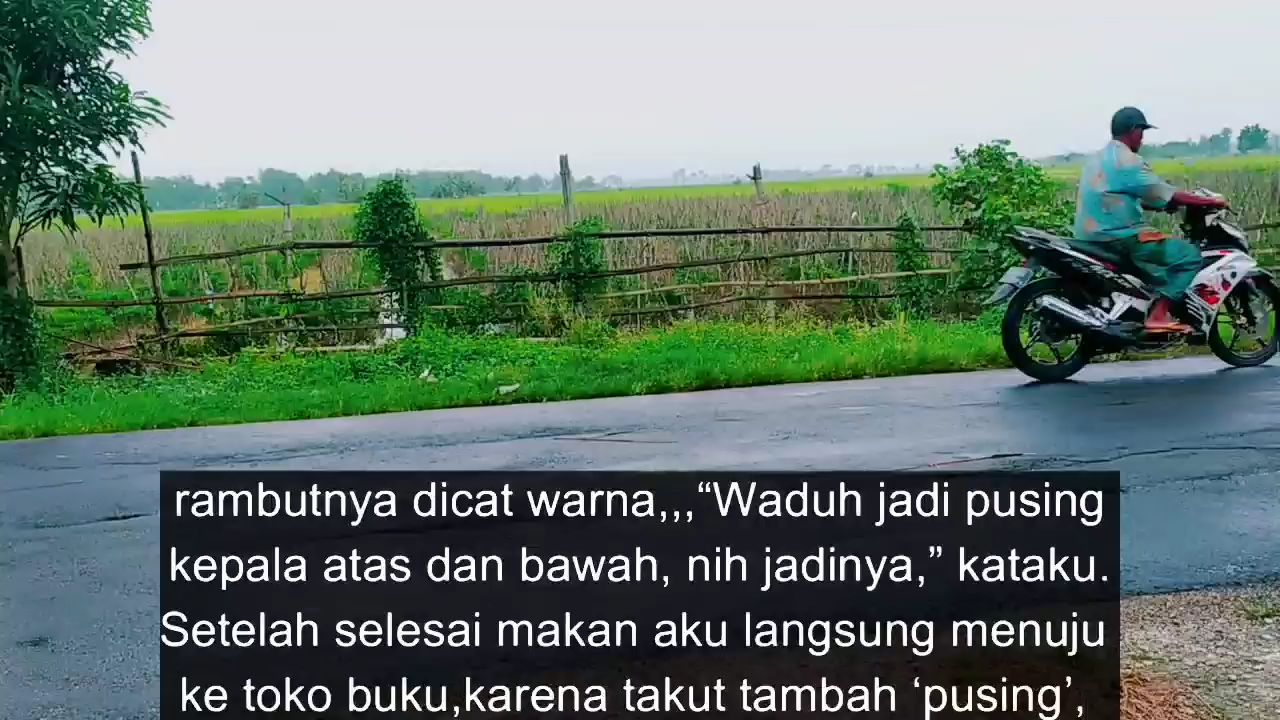 rambutnya dicat warna,,,“Waduh jadi pusing
kepala atas dan bawah, nih jadinya,” kataku.
Setelah selesai makan aku langsung menuju
ke toko buku,karena takut tambah ‘pusing’,